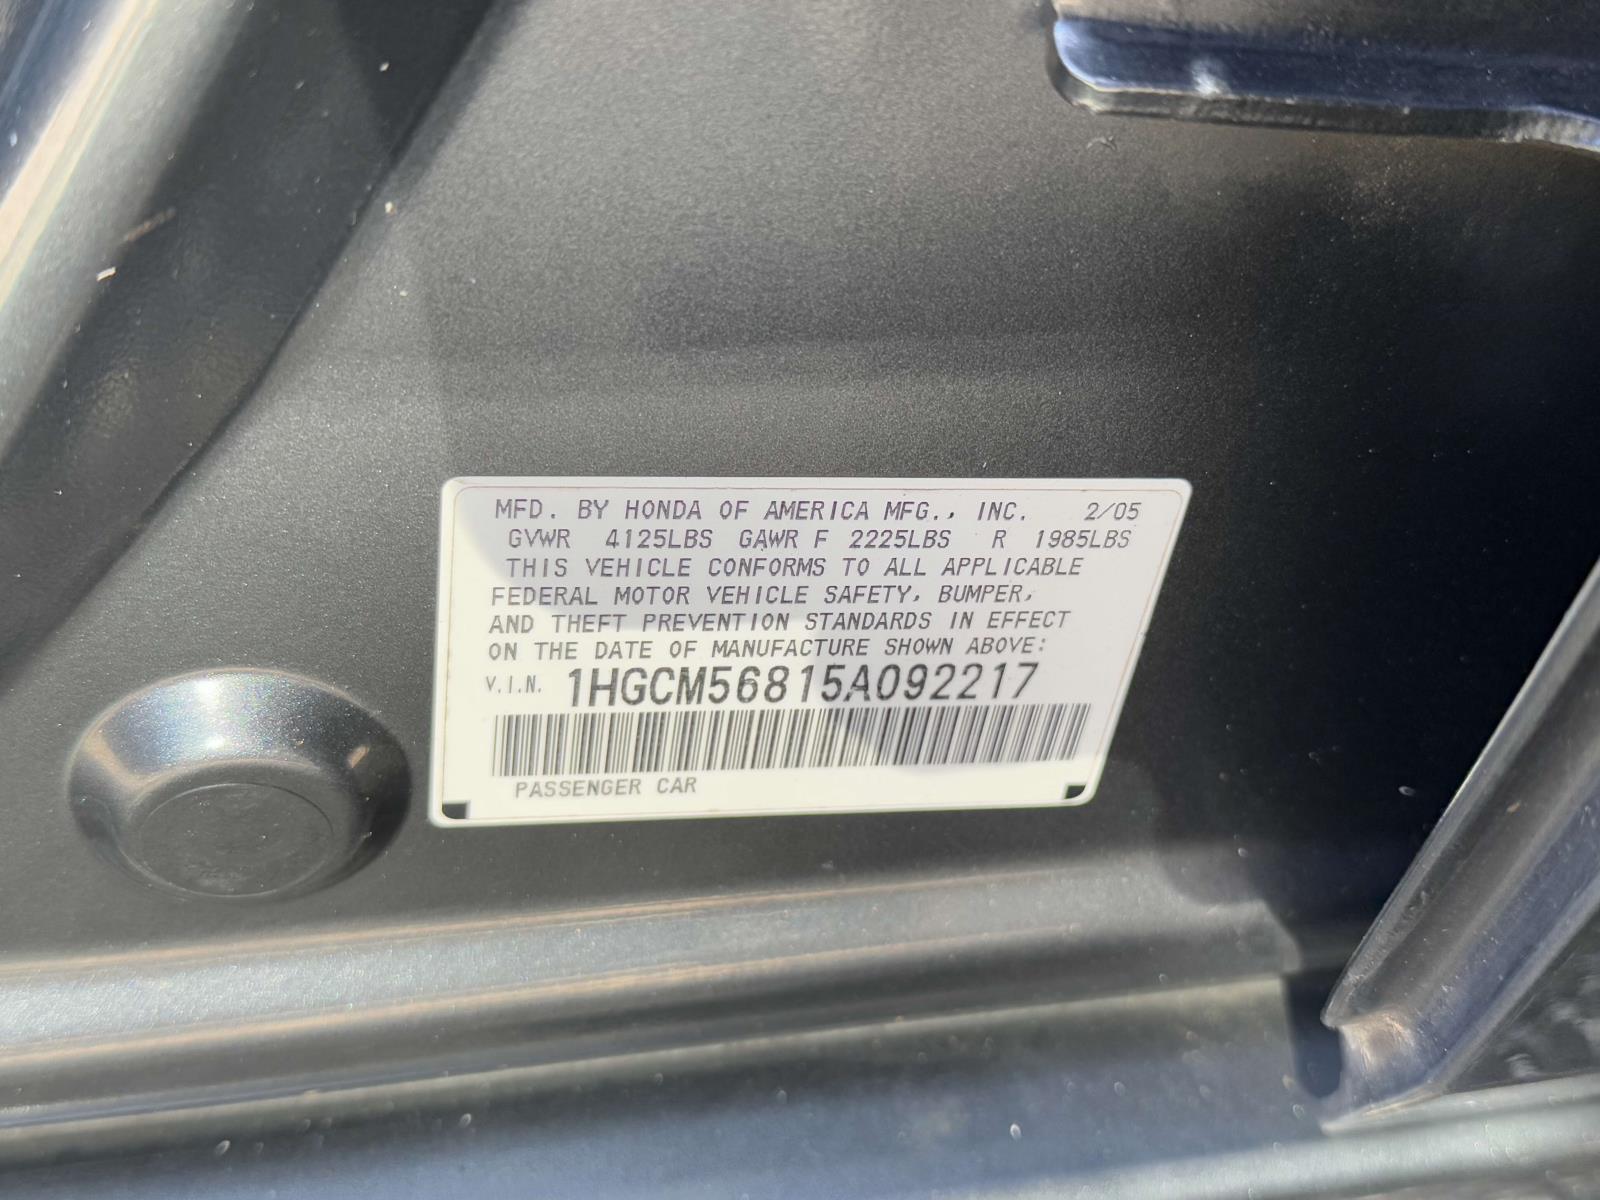 MFD. BY HONDA OF AMERICA MFG., INC. 2/05
GVWR 4125LBS GAWR F 2225LBS R 1985LBS
THIS VEHICLE CONFORMS TO ALL APPLICABLE
FEDERAL MOTOR VEHICLE SAFETY, BUMPER,
AND THEFT PREVENTION STANDARDS IN EFFECT
ON THE DATE OF MANUFACTURE SHOWN ABOVE:
V.I.N. 1HGCM56815A092217
PASSENGER CAR